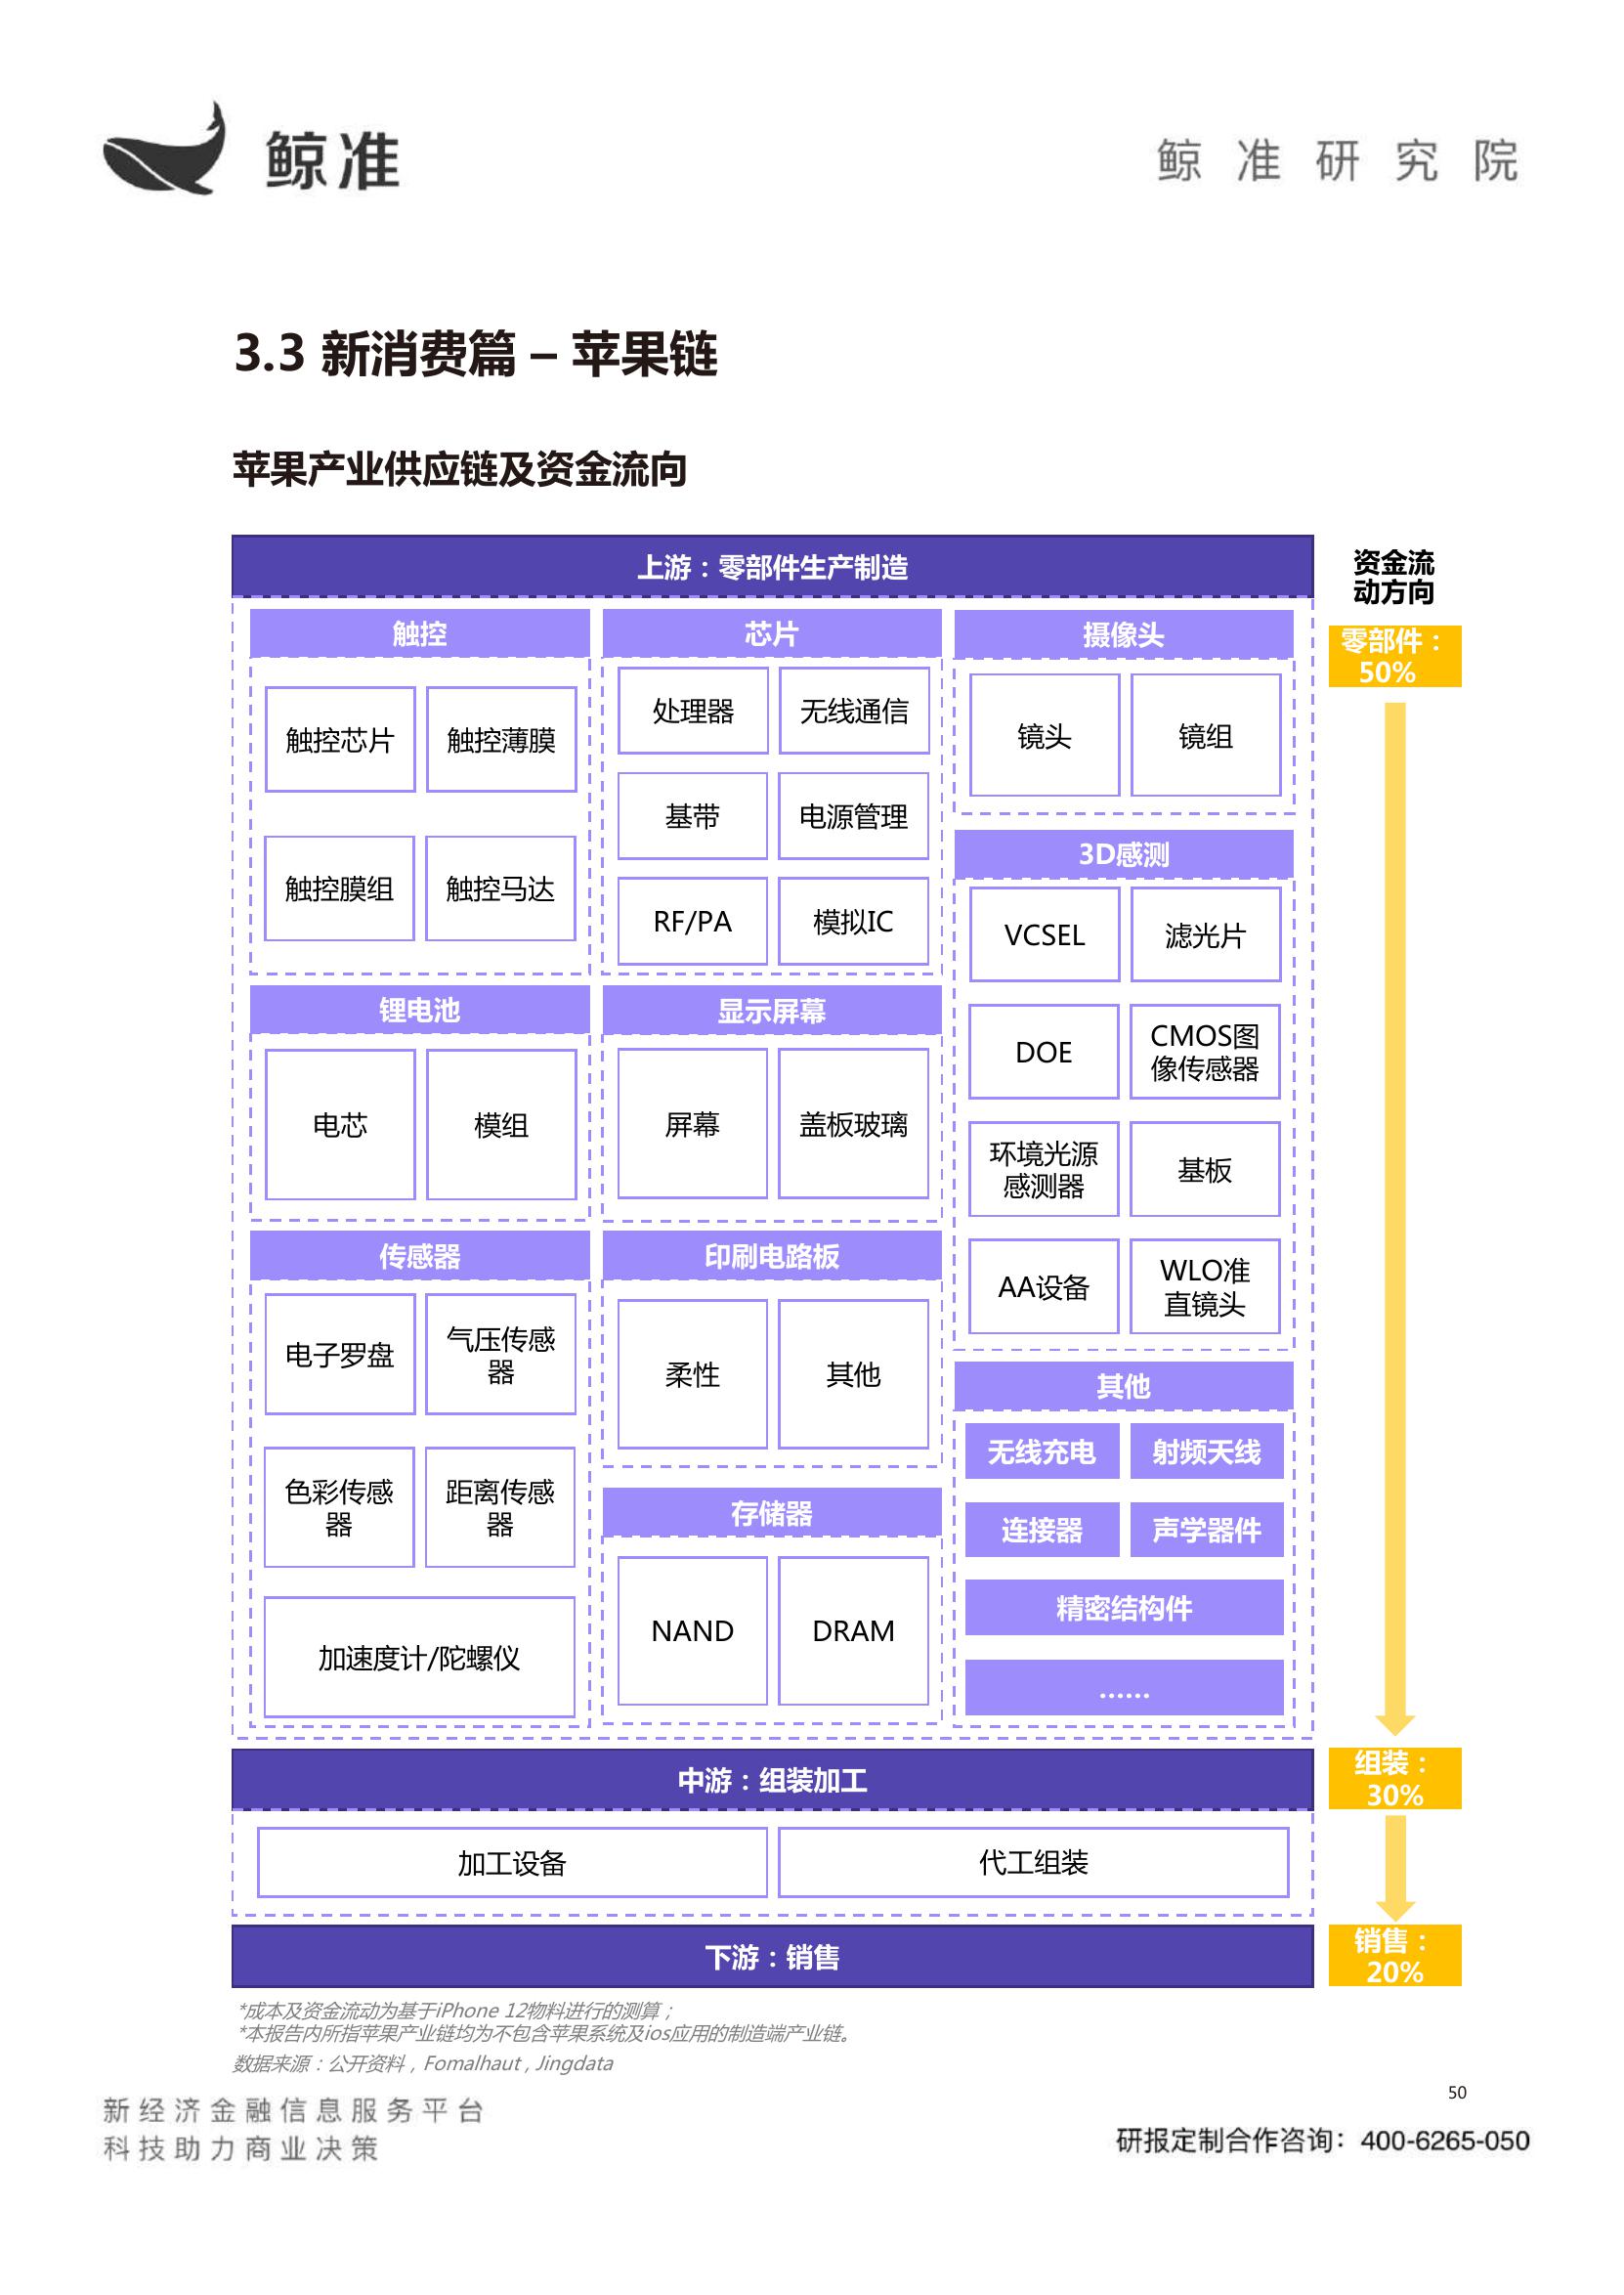 鲸准
鲸准研究院
3.3 新消费篇 – 苹果链
苹果产业供应链及资金流向
上游：零部件生产制造
资金流
动方向
零部件：
50%
触控
触控芯片
触控薄膜
触控膜组
触控马达
锂电池
电芯
模组
传感器
电子罗盘
气压传感
器
色彩传感
器
距离传感
器
加速度计/陀螺仪
芯片
处理器
无线通信
基带
电源管理
RF/PA
模拟IC
显示屏幕
屏幕
盖板玻璃
印刷电路板
柔性
其他
存储器
NAND
DRAM
摄像头
镜头
镜组
3D感测
VCSEL
滤光片
DOE
CMOS图
像传感器
环境光源
感测器
基板
AA设备
WLO准
直镜头
其他
无线充电
射频天线
连接器
声学器件
精密结构件
……
中游：组装加工
组装：
30%
加工设备
代工组装
下游：销售
销售：
20%
*成本及资金流动为基于iPhone 12物料进行的测算；
*本报告内所指苹果产业链均为不包含苹果系统及ios应用的制造端产业链。
数据来源：公开资料，Fomalhaut，Jingdata
50
新经济金融信息服务平台
科技助力商业决策
研报定制合作咨询：400-6265-050